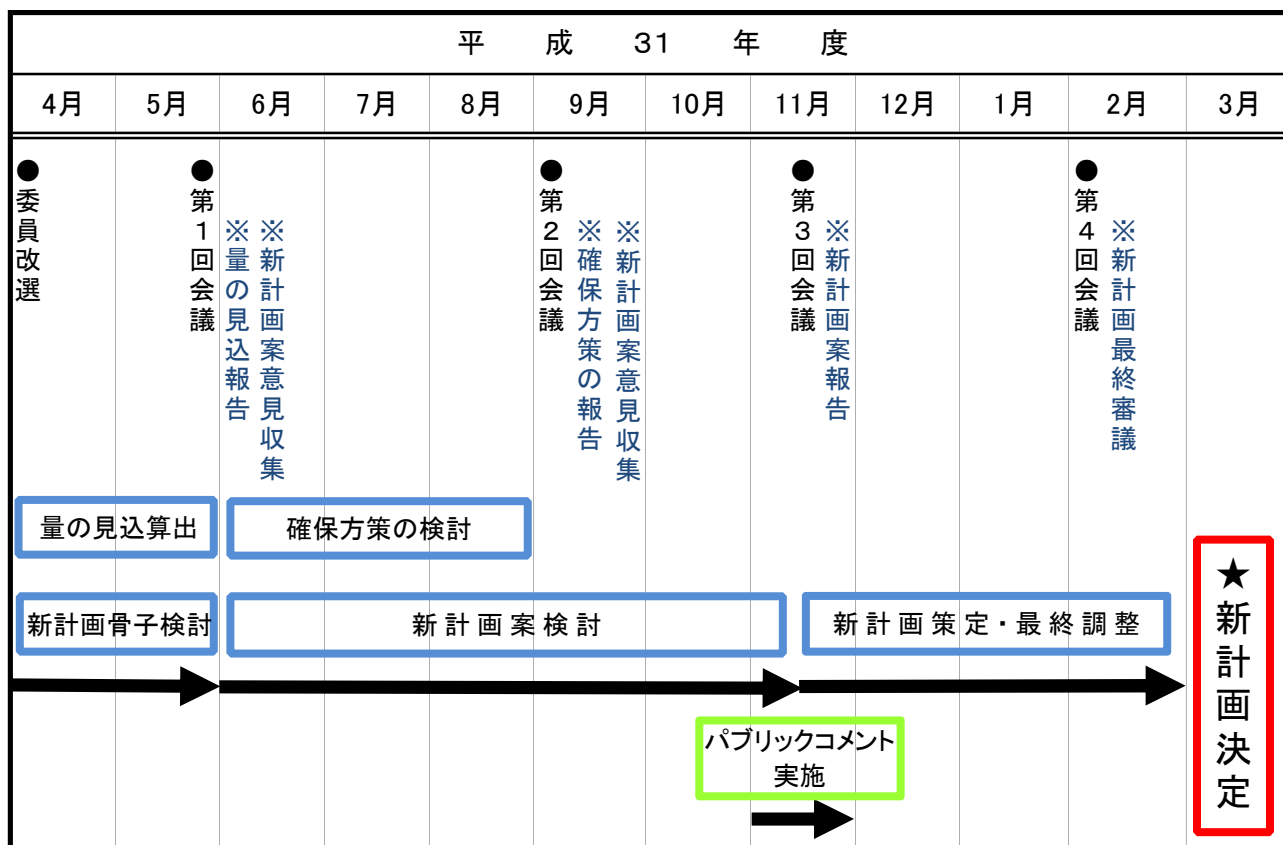 平成31年度
4月
5月
6月
7月
8月
9月
10月
11月
12月
1月
2月
3月
●委員改選
●第1回会議
※量の見込報告
※新計画案意見収集
●第2回会議
※確保方策の報告
※新計画案意見収集
●第3回会議
※新計画案報告
●第4回会議
※新計画最終審議
量の見込算出
確保方策の検討
新計画骨子検討
新計画案検討
新計画策定・最終調整
★新計画決定
パブリックコメント
実施